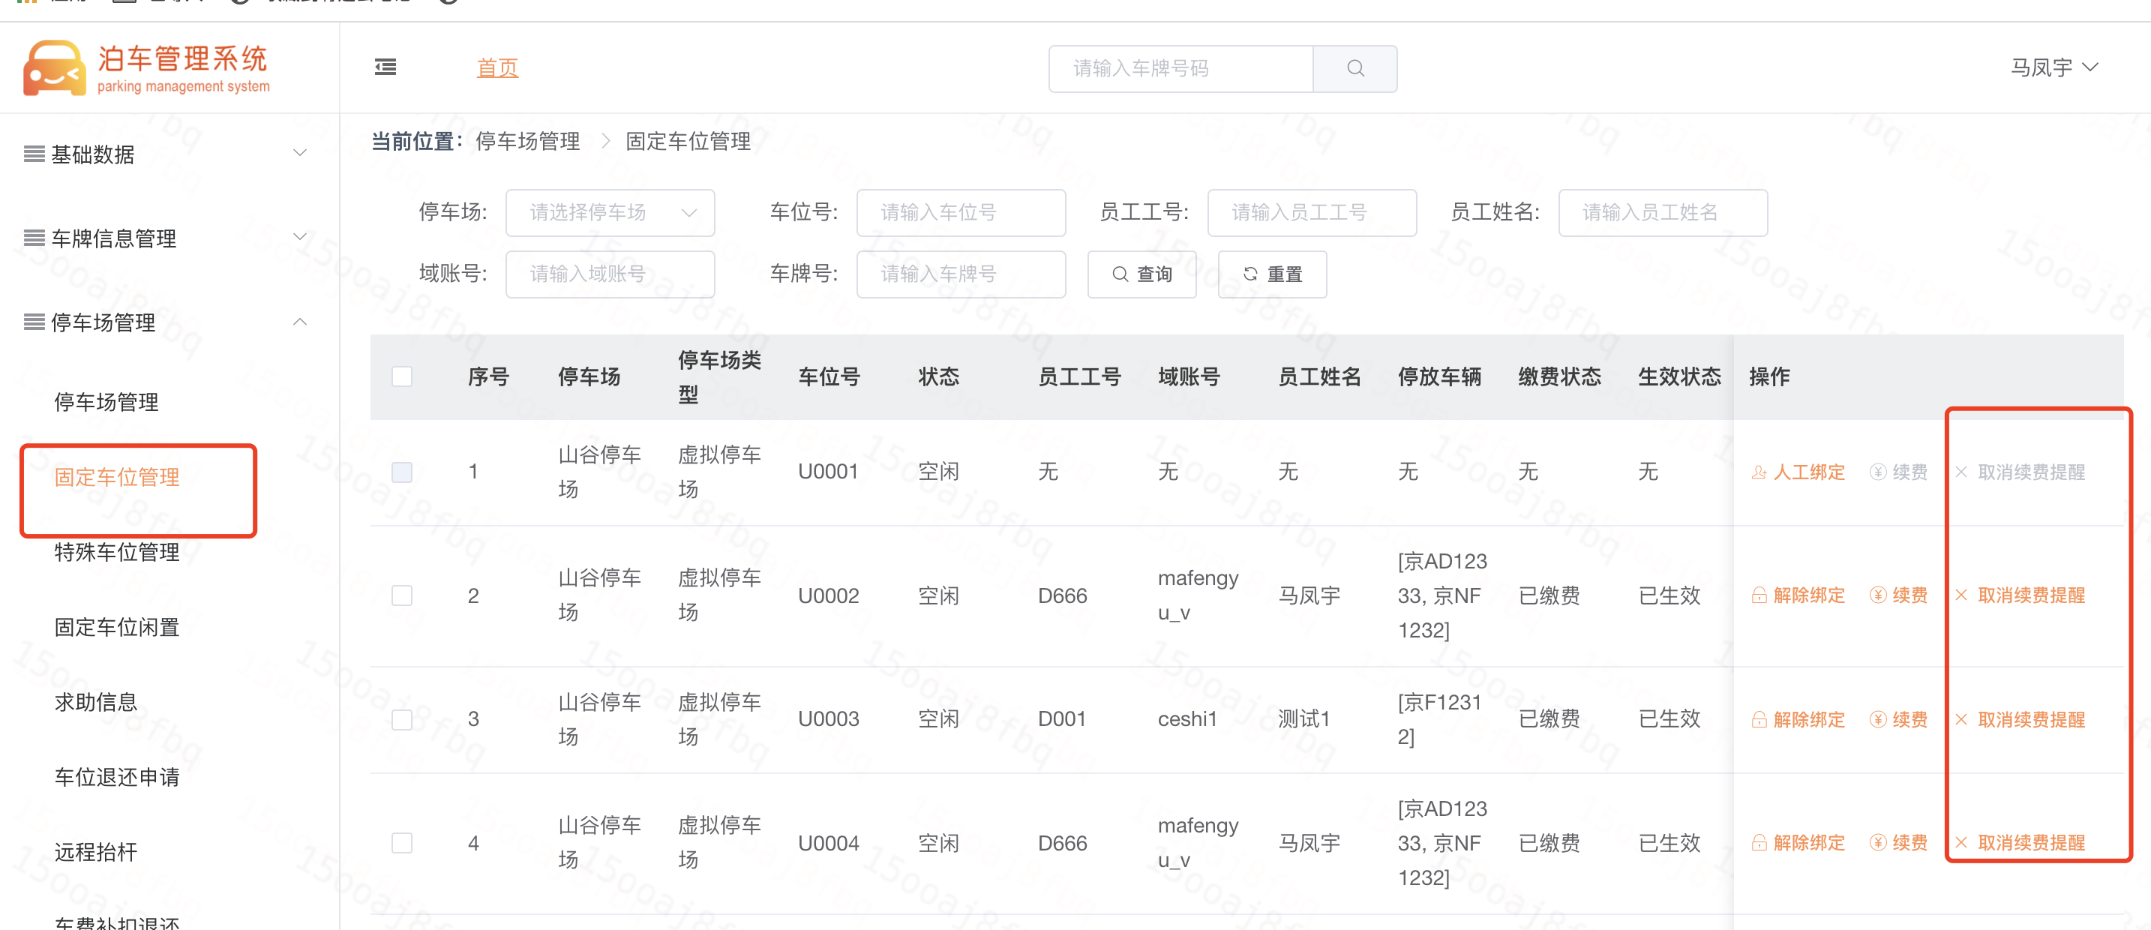 泊车管理系统
parking management system
首页
请输入车牌号码
马凤宇
当前位置： 停车场管理 > 固定车位管理
基础数据
车牌信息管理
停车场管理
停车场管理
固定车位管理
特殊车位管理
固定车位闲置
求助信息
车位退还申请
远程抬杆
车费补扣退还
停车场: 请选择停车场 车位号: 请输入车位号 员工工号: 请输入员工工号 员工姓名: 请输入员工姓名
域账号: 请输入域账号 车牌号: 请输入车牌号 查询 重置
序号 停车场 停车场类型 车位号 状态 员工工号 域账号 员工姓名 停放车辆 缴费状态 生效状态 操作
1 山谷停车场 虚拟停车场 U0001 空闲 无 无 无 无 无 无 人工绑定 续费 × 取消续费提醒
2 山谷停车场 虚拟停车场 U0002 空闲 D666 mafengyu_v 马凤宇 [京AD12333, 京NF1232] 已缴费 已生效 解除绑定 续费 × 取消续费提醒
3 山谷停车场 虚拟停车场 U0003 空闲 D001 ceshi1 测试1 [京F12312] 已缴费 已生效 解除绑定 续费 × 取消续费提醒
4 山谷停车场 虚拟停车场 U0004 空闲 D666 mafengyu_v 马凤宇 [京AD12333, 京NF1232] 已缴费 已生效 解除绑定 续费 × 取消续费提醒